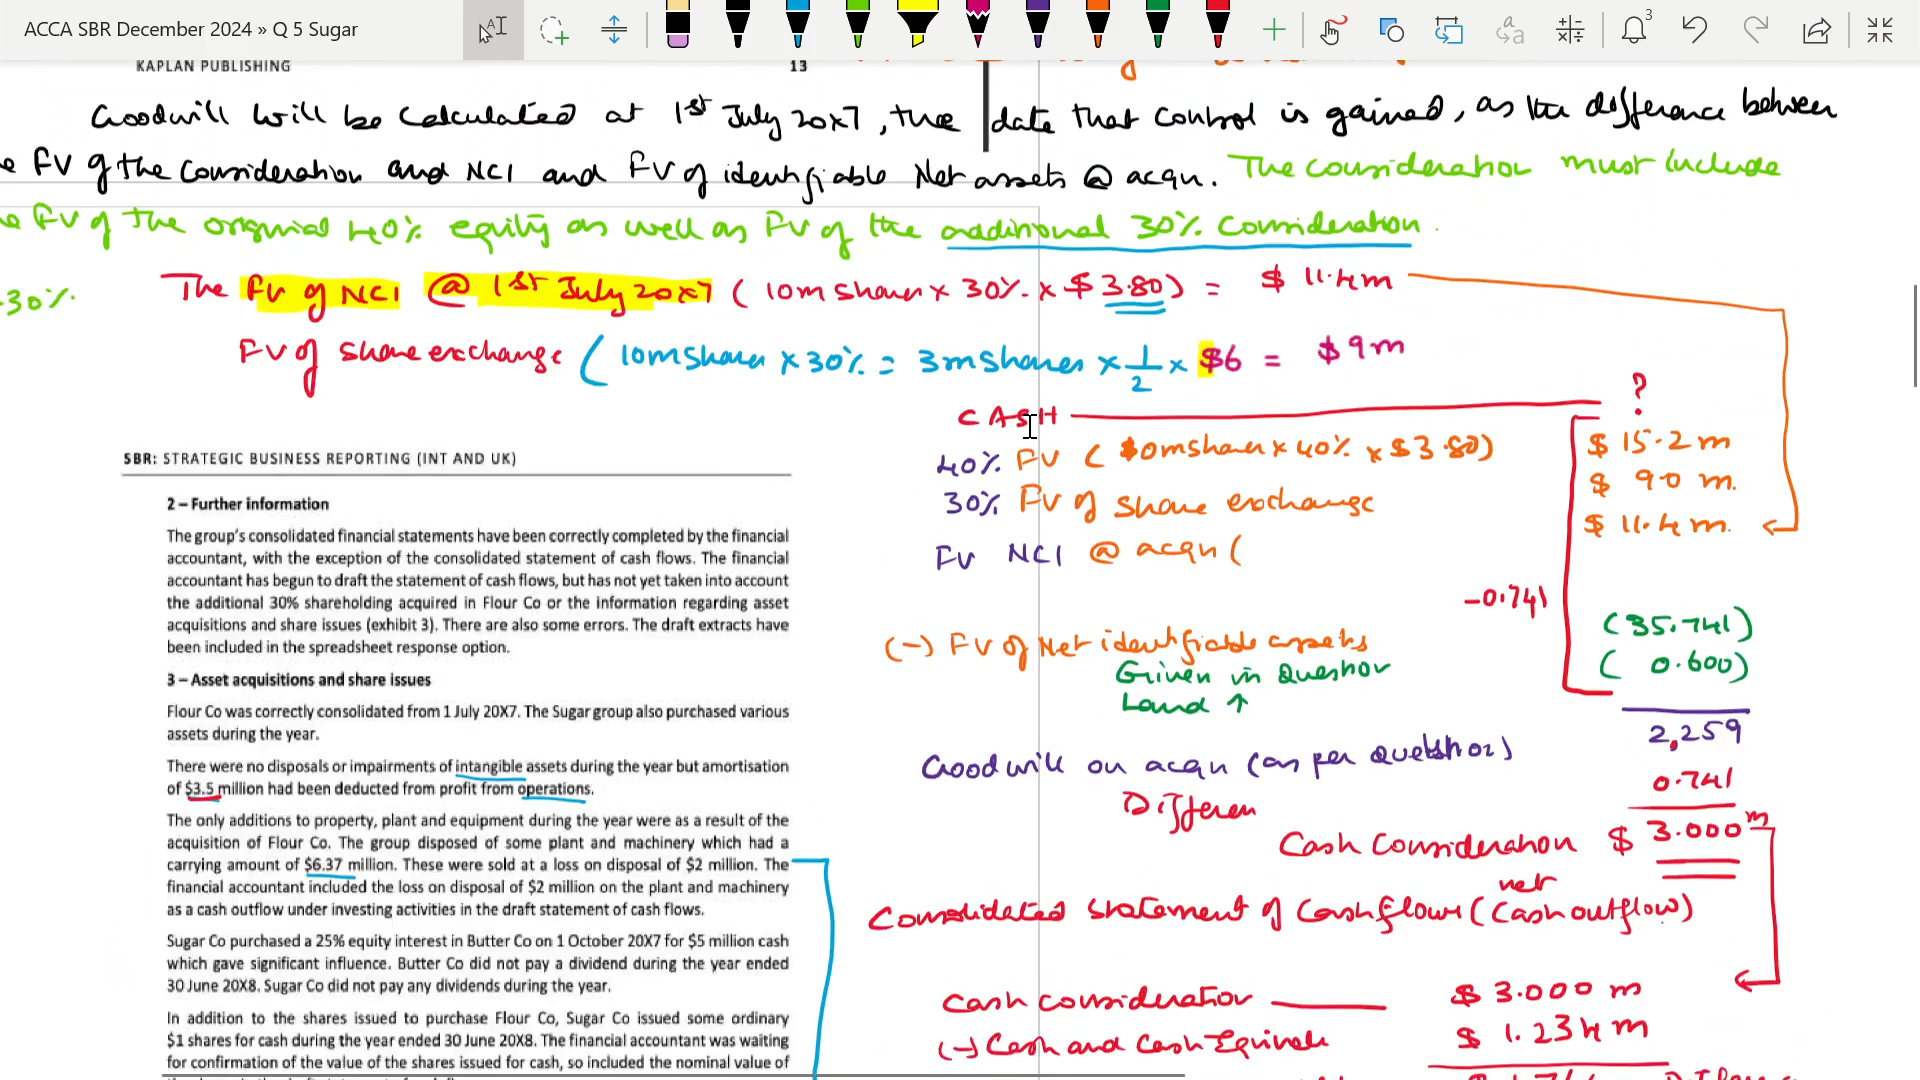 ACCA SBR December 2024 » Q 5 Sugar
3
KAPLAN PUBLISHING
13
Goodwill will be calculated at 1st July 20X7, the date that control is gained, as the difference between
FV of the consideration and NCI and FV of identifiable Net assets @ acqn. The consideration must include
FV of the original 40% equity as well as FV of the additional 30% Consideration.
-30%
The FV of NCI @ 1st July 20X7 (10m shares x 30% x $3.80) = $ 11.4m
FV of share exchange (10m shares x 30% = 3m shares x 1/2 x $6 = $9m
CASH ?
40% FV ( $0m shares x 40% x $3.80) $ 15.2 m
30% FV of share exchange $ 9.0 m.
FV NCI @ acqn ( $ 11.4 m.
-0.741
(-) FV of Net identifiable assets (35.741)
Given in Question
Land ↑ ( 0.600)
Goodwill on acqn (as per Question) 2,259
Differen 0.741
Cash Consideration $ 3.000 m
net
Consolidated statement of Cashflows (Cash outflow)
Cash consideration $ 3.000 m
(-) Cash and Cash Equivale $ 1.234 m
SBR: STRATEGIC BUSINESS REPORTING (INT AND UK)
2 – Further information
The group's consolidated financial statements have been correctly completed by the financial
accountant, with the exception of the consolidated statement of cash flows. The financial
accountant has begun to draft the statement of cash flows, but has not yet taken into account
the additional 30% shareholding acquired in Flour Co or the information regarding asset
acquisitions and share issues (exhibit 3). There are also some errors. The draft extracts have
been included in the spreadsheet response option.
3 – Asset acquisitions and share issues
Flour Co was correctly consolidated from 1 July 20X7. The Sugar group also purchased various
assets during the year.
There were no disposals or impairments of intangible assets during the year but amortisation
of $3.5 million had been deducted from profit from operations.
The only additions to property, plant and equipment during the year were as a result of the
acquisition of Flour Co. The group disposed of some plant and machinery which had a
carrying amount of $6.37 million. These were sold at a loss on disposal of $2 million. The
financial accountant included the loss on disposal of $2 million on the plant and machinery
as a cash outflow under investing activities in the draft statement of cash flows.
Sugar Co purchased a 25% equity interest in Butter Co on 1 October 20X7 for $5 million cash
which gave significant influence. Butter Co did not pay a dividend during the year ended
30 June 20X8. Sugar Co did not pay any dividends during the year.
In addition to the shares issued to purchase Flour Co, Sugar Co issued some ordinary
$1 shares for cash during the year ended 30 June 20X8. The financial accountant was waiting
for confirmation of the value of the shares issued for cash, so included the nominal value of